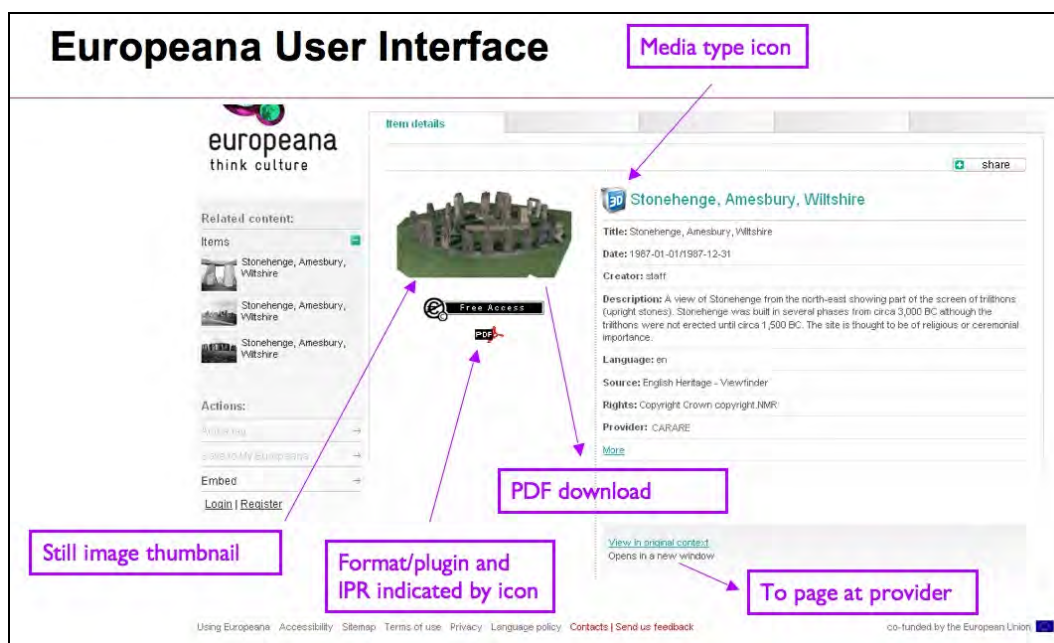 Europeana User Interface
Media type icon
europeana
think culture
Item details
share
3D
Stonehenge, Amesbury, Wiltshire
Related content:
Items
Stonehenge, Amesbury,
Wiltshire
Stonehenge, Amesbury,
Wiltshire
Stonehenge, Amesbury,
Wiltshire
Actions:
Save to My Europeana
Embed
Login | Register
Free Access
PDF
Title: Stonehenge, Amesbury, Wiltshire
Date: 1987-01-01/1987-12-31
Creator: staff
Description: A view of Stonehenge from the north-east showing part of the screen of trilithons
(upright stones). Stonehenge was built in several phases from circa 3,000 BC although the
trilithons were not erected until circa 1,500 BC. The site is thought to be of religious or ceremonial
importance.
Language: en
Source: English Heritage - Viewfinder
Rights: Copyright Crown copyright.NMR
Provider: CARARE
More
PDF download
Still image thumbnail
Format/plugin and
IPR indicated by icon
View in original context
Opens in a new window
To page at provider
Using Europeana Accessibility Sitemap Terms of use Privacy Language policy Contacts | Send us feedback
co-funded by the European Union